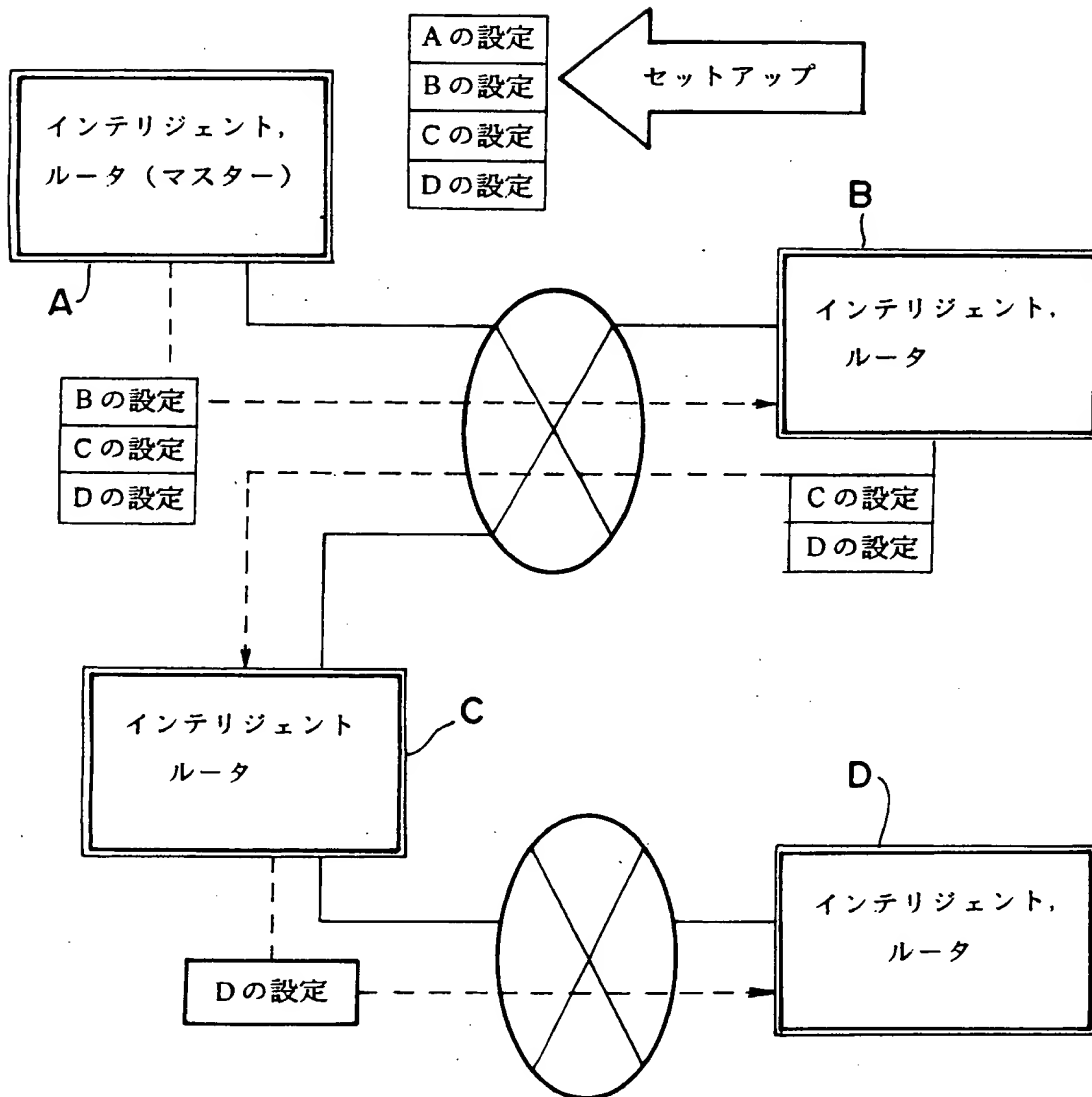 Aの設定
Bの設定
Cの設定
Dの設定
セットアップ
インテリジェント,
ルータ（マスター）
A
B
インテリジェント,
ルータ
Bの設定
Cの設定
Dの設定
Cの設定
Dの設定
インテリジェント
ルータ
C
D
インテリジェント,
ルータ
Dの設定